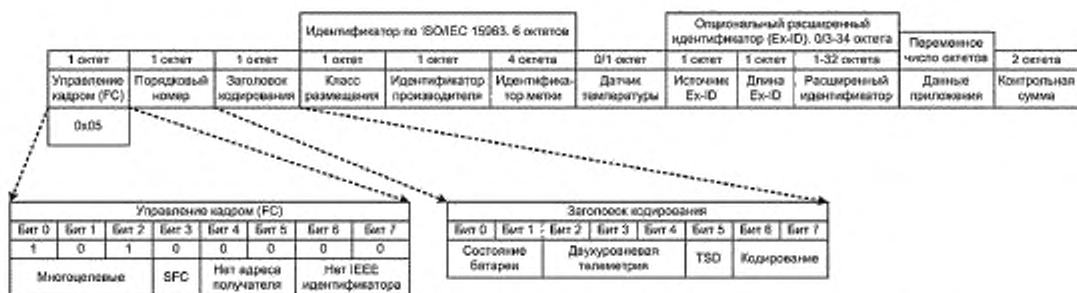 Идентификатор по ISO/IEC 15963. 6 октетов
Опциональный расширенный
идентификатор (Ex-ID). 0/3-34 октета
Переменное
число октетов
1 октет 1 октет 1 октет 1 октет 1 октет 4 октета 0/1 октет 1 октет 1 октет 1-32 октета 2 октета
Управление Порядковый Заголовок Класс Идентификатор Идентифика- Датчик Источник Длина Расширенный Данные Контрольная
кадром (FC) номер кодирования размещения производителя тор метки температуры Ex-ID Ex-ID идентификатор приложения сумма
0x05
Управление кадром (FC)
Бит 0 Бит 1 Бит 2 Бит 3 Бит 4 Бит 5 Бит 6 Бит 7
1 0 1 0 0 0 0 0
Многоцелевые SFC Нет адреса Нет IEEE
получателя идентификатора
Заголовок кодирования
Бит 0 Бит 1 Бит 2 Бит 3 Бит 4 Бит 5 Бит 6 Бит 7
Состояние Двухуровневая TSD Кодирование
батареи телеметрия